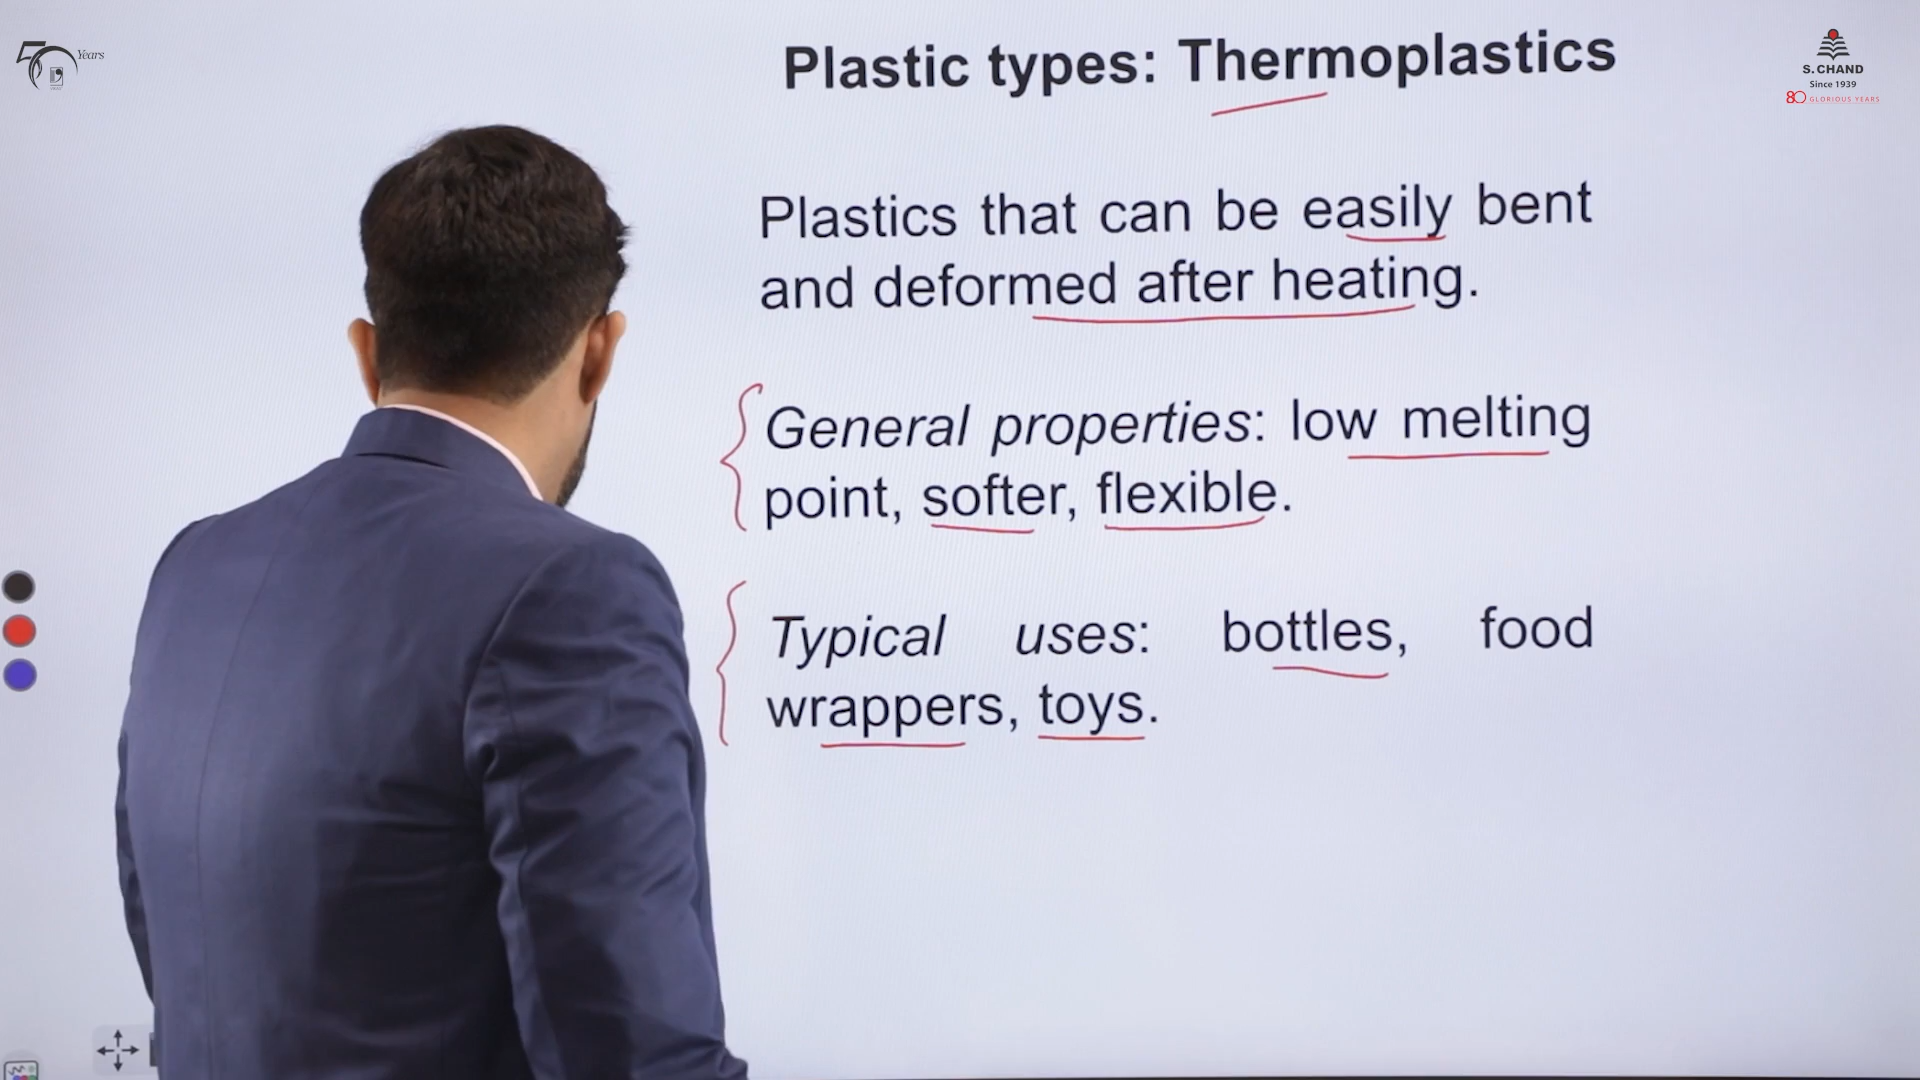 50 Years
Plastic types: Thermoplastics
S. CHAND
Since 1939
80 GLORIOUS YEARS
Plastics that can be easily bent
and deformed after heating.
General properties: low melting
point, softer, flexible.
Typical uses: bottles, food
wrappers, toys.